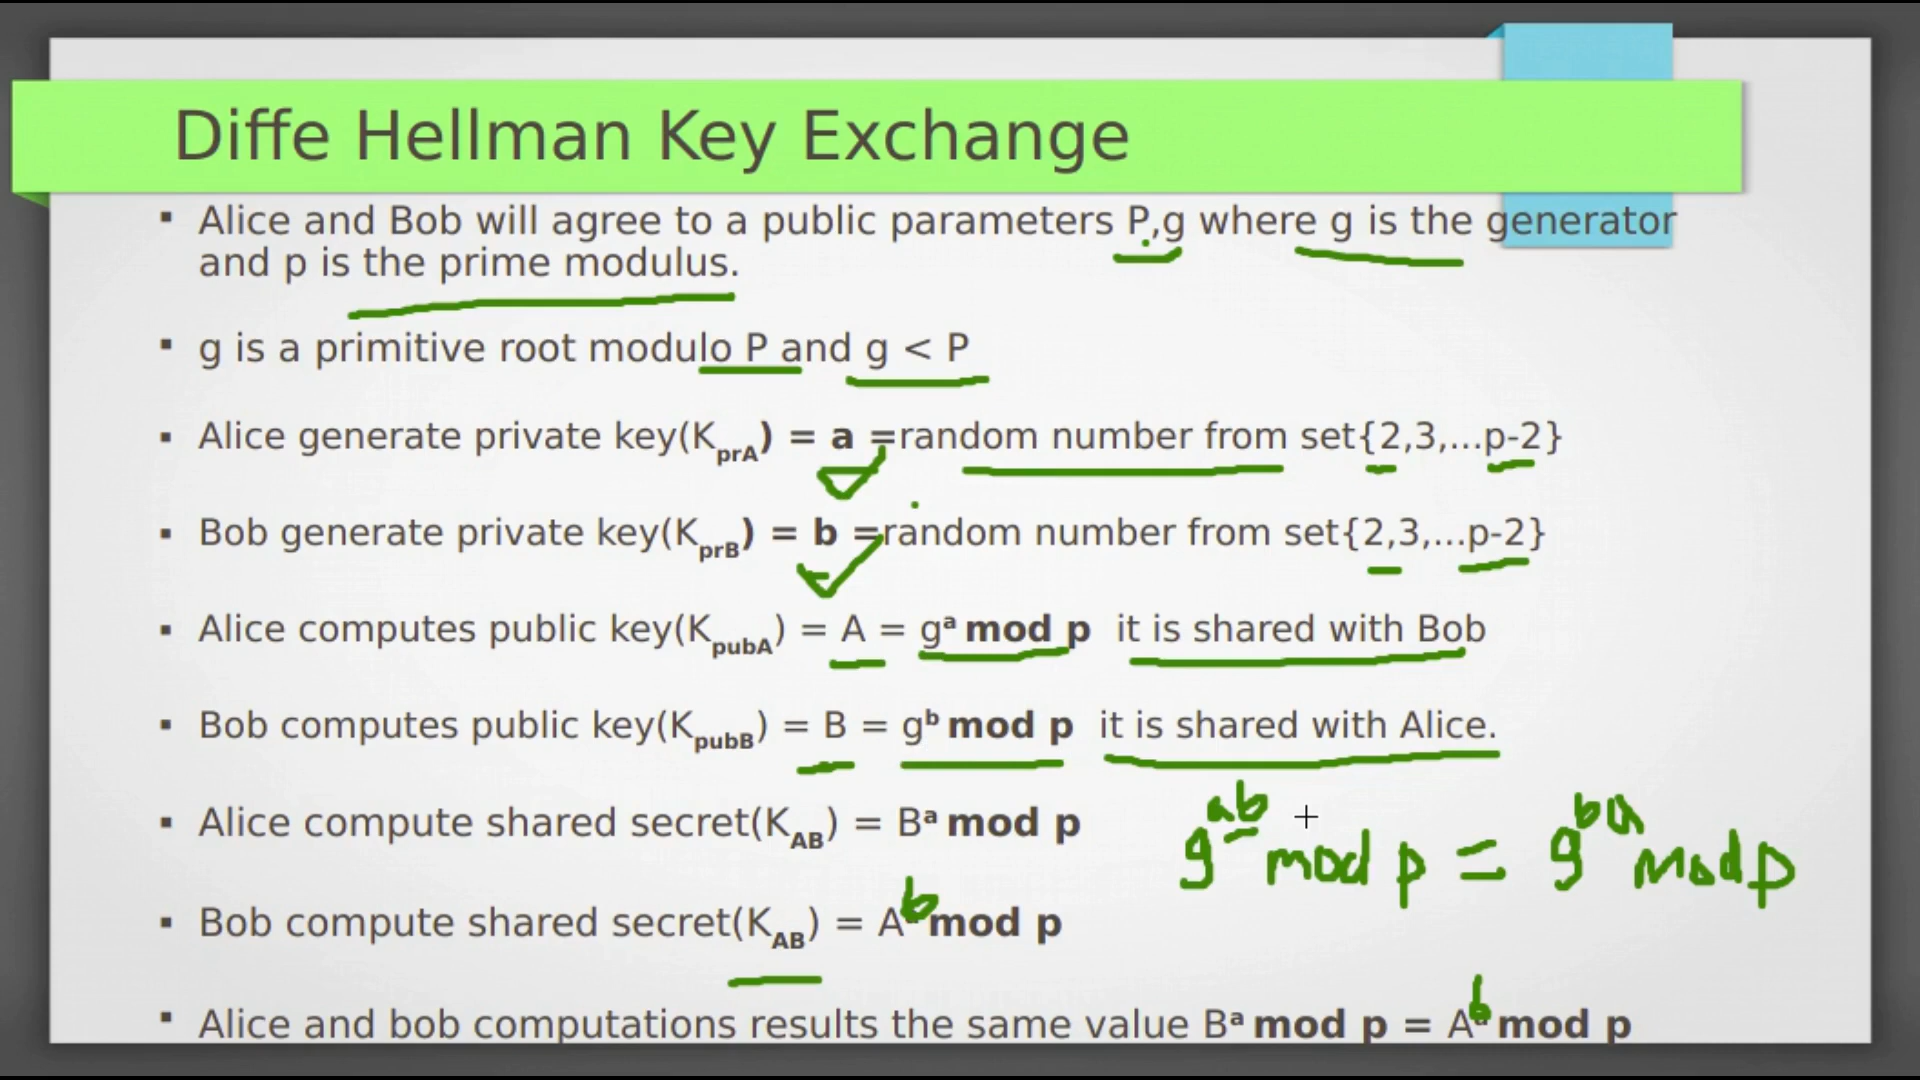 Diffe Hellman Key Exchange
▪ Alice and Bob will agree to a public parameters P,g where g is the generator
and p is the prime modulus.
▪ g is a primitive root modulo P and g < P
▪ Alice generate private key(KprA) = a =random number from set{2,3,...p-2}
▪ Bob generate private key(KprB) = b =random number from set{2,3,...p-2}
▪ Alice computes public key(KpubA) = A = gᵃ mod p it is shared with Bob
▪ Bob computes public key(KpubB) = B = gᵇ mod p it is shared with Alice.
▪ Alice compute shared secret(KAB) = Bᵃ mod p
g^ab mod p = g^ba mod p
▪ Bob compute shared secret(KAB) = Aᵇ mod p
▪ Alice and bob computations results the same value Bᵃ mod p = Aᵇ mod p